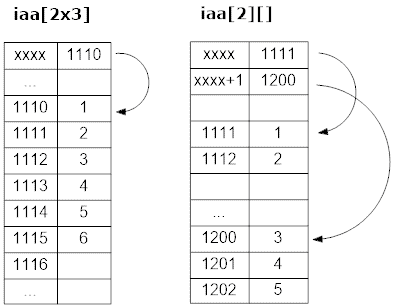 iaa[2x3]
xxxx 1110
...
1110 1
1111 2
1112 3
1113 4
1114 5
1115 6
1116
iaa[2][]
xxxx 1111
xxxx+1 1200
1111 1
1112 2
...
1200 3
1201 4
1202 5